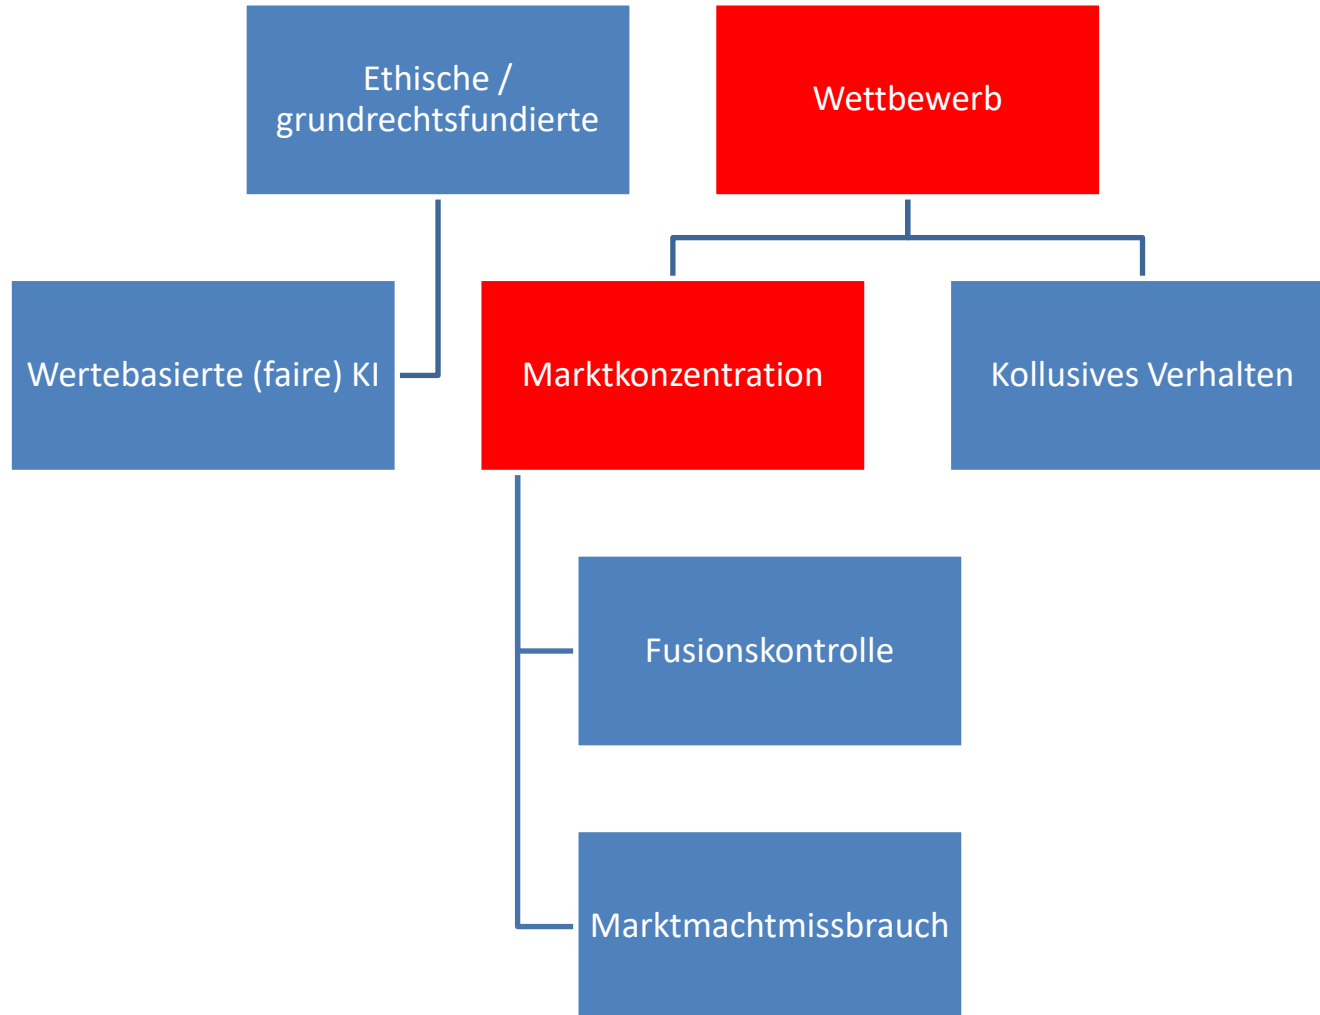 Ethische /
grundrechtsfundierte
Wettbewerb
Wertebasierte (faire) KI
Marktkonzentration
Kollusives Verhalten
Fusionskontrolle
Marktmachtmissbrauch